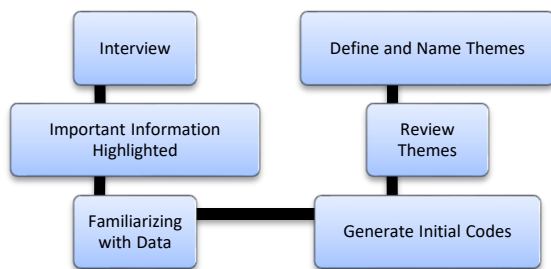 Interview
Important Information
Highlighted
Familiarizing
with Data
Generate Initial Codes
Review
Themes
Define and Name Themes